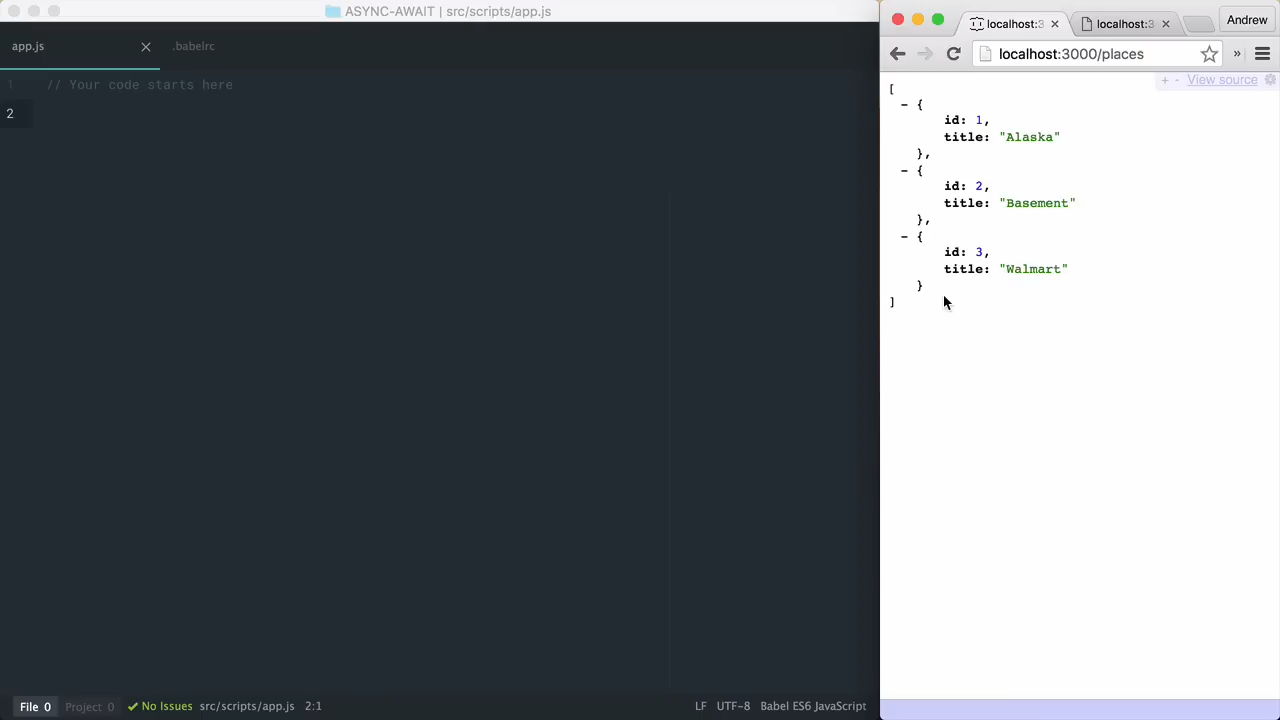 ASYNC-AWAIT | src/scripts/app.js
app.js
.babelrc
1 // Your code starts here
2
File 0 Project 0 No Issues src/scripts/app.js 2:1 LF UTF-8 Babel ES6 JavaScript
localhost:3 localhost:3 Andrew
localhost:3000/places »
+ - View source
[
- {
id: 1,
title: "Alaska"
},
- {
id: 2,
title: "Basement"
},
- {
id: 3,
title: "Walmart"
}
]